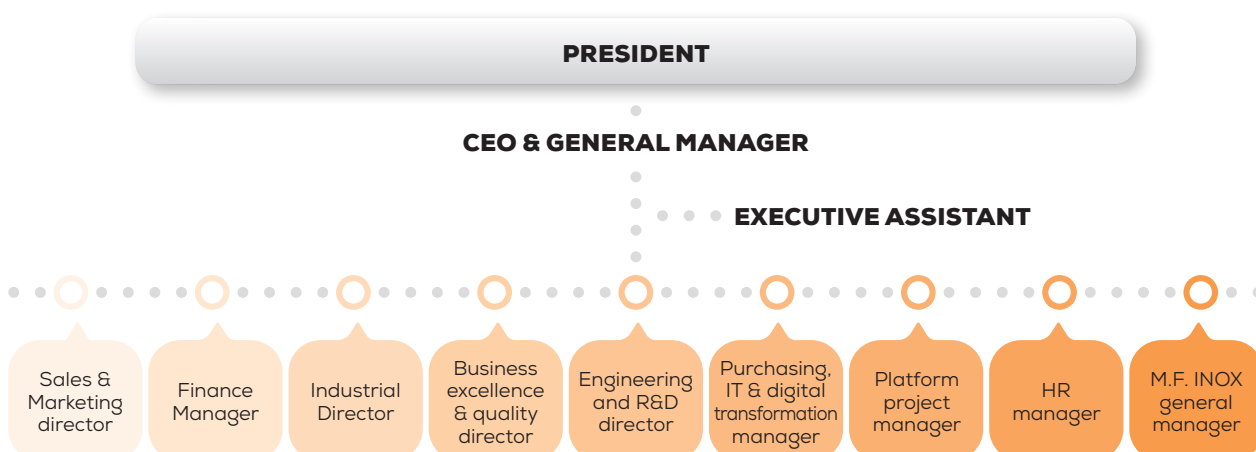 PRESIDENT
CEO & GENERAL MANAGER
EXECUTIVE ASSISTANT
Sales &
Marketing
director
Finance
Manager
Industrial
Director
Business
excellence
& quality
director
Engineering
and R&D
director
Purchasing,
IT & digital
transformation
manager
Platform
project
manager
HR
manager
M.F. INOX
general
manager